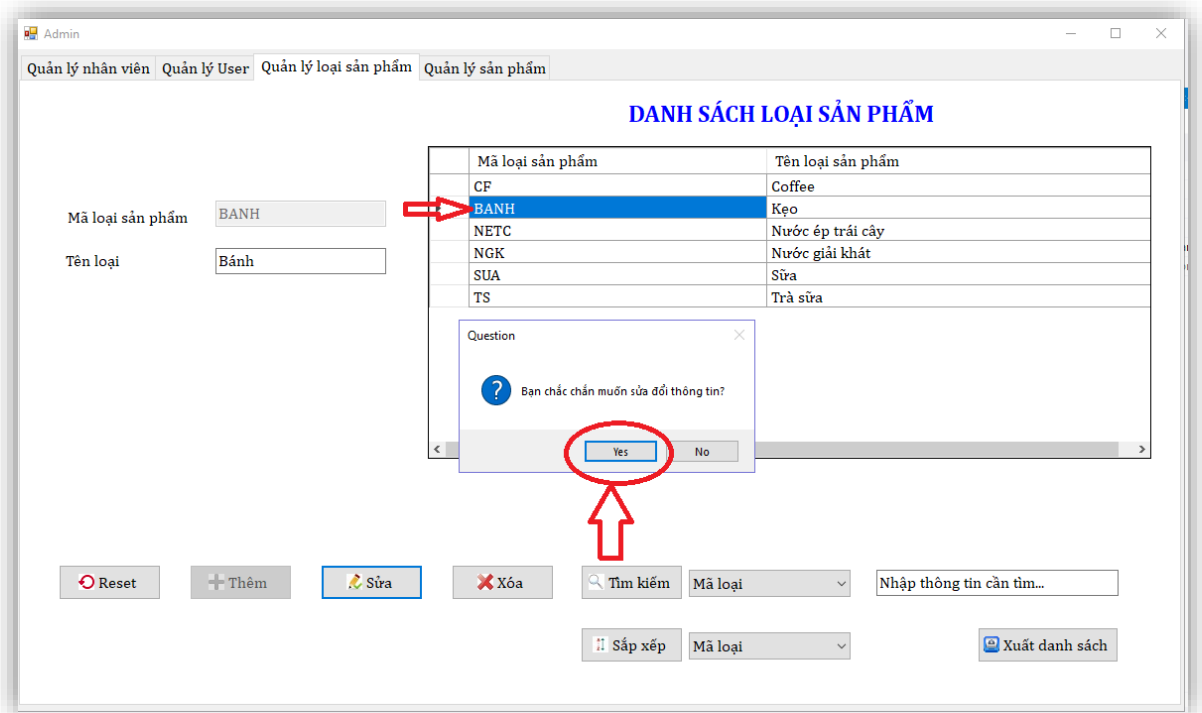 Admin
Quản lý nhân viên Quản lý User Quản lý loại sản phẩm Quản lý sản phẩm
DANH SÁCH LOẠI SẢN PHẨM
Mã loại sản phẩm Tên loại sản phẩm
CF Coffee
BANH Kẹo
NETC Nước ép trái cây
NGK Nước giải khát
SUA Sữa
TS Trà sữa
Mã loại sản phẩm BANH
Tên loại Bánh
Question
Bạn chắc chắn muốn sửa đổi thông tin?
Yes No
Reset Thêm Sửa Xóa Tìm kiếm Mã loại Nhập thông tin cần tìm...
Sắp xếp Mã loại Xuất danh sách